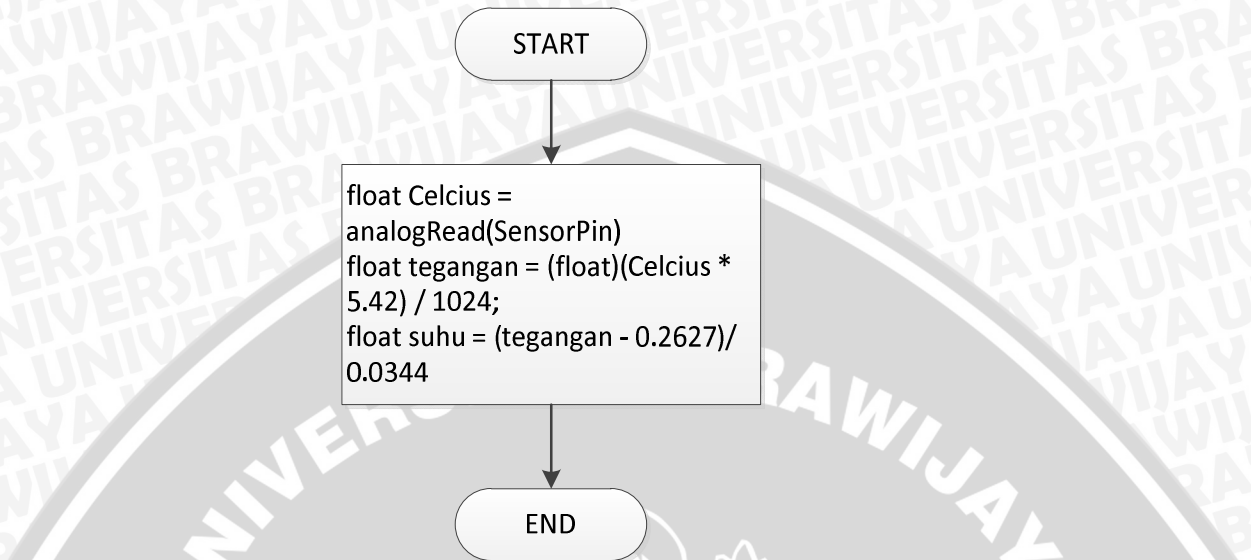 START
float Celcius =
analogRead(SensorPin)
float tegangan = (float)(Celcius *
5.42) / 1024;
float suhu = (tegangan - 0.2627)/
0.0344
END